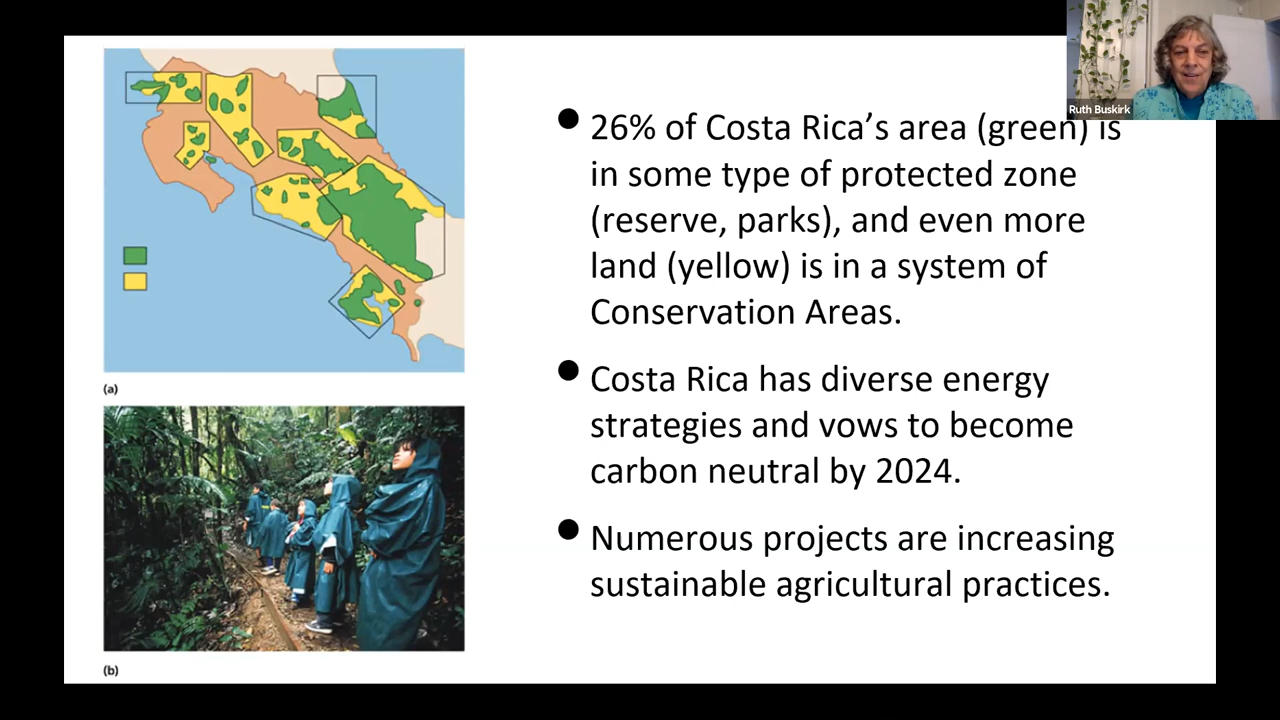 Ruth Buskirk
• 26% of Costa Rica’s area (green) is
in some type of protected zone
(reserve, parks), and even more
land (yellow) is in a system of
Conservation Areas.
• Costa Rica has diverse energy
strategies and vows to become
carbon neutral by 2024.
• Numerous projects are increasing
sustainable agricultural practices.
(a)
(b)